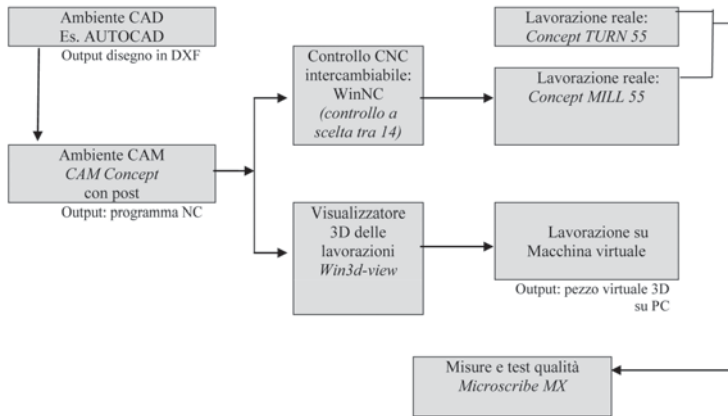 Ambiente CAD
Es. AUTOCAD
Output disegno in DXF
Ambiente CAM
CAM Concept
con post
Output: programma NC
Controllo CNC
intercambiabile:
WinNC
(controllo a
scelta tra 14)
Visualizzatore
3D delle
lavorazioni
Win3d-view
Lavorazione reale:
Concept TURN 55
Lavorazione reale:
Concept MILL 55
Lavorazione su
Macchina virtuale
Output: pezzo virtuale 3D
su PC
Misure e test qualità
Microscribe MX